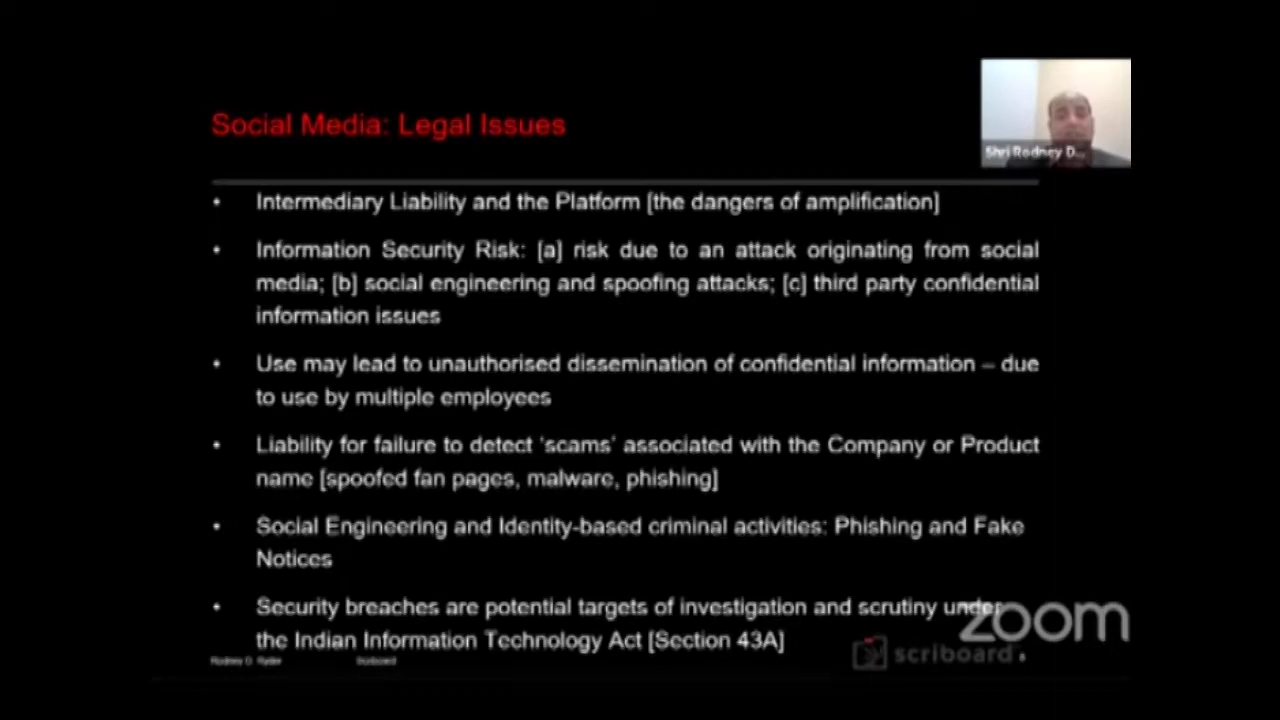 Social Media: Legal Issues
Shri Rodney D...
• Intermediary Liability and the Platform [the dangers of amplification]
• Information Security Risk: [a] risk due to an attack originating from social
media; [b] social engineering and spoofing attacks; [c] third party confidential
information issues
• Use may lead to unauthorised dissemination of confidential information – due
to use by multiple employees
• Liability for failure to detect ‘scams’ associated with the Company or Product
name [spoofed fan pages, malware, phishing]
• Social Engineering and Identity-based criminal activities: Phishing and Fake
Notices
• Security breaches are potential targets of investigation and scrutiny under
the Indian Information Technology Act [Section 43A]
zoom
scriboard
Rodney D. Ryder
Scriboard